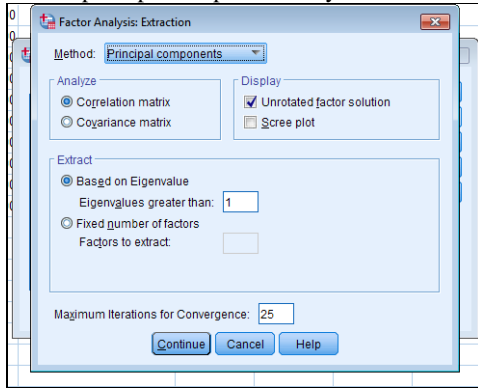 Factor Analysis: Extraction
Method: Principal components
Analyze
Correlation matrix
Covariance matrix
Display
Unrotated factor solution
Scree plot
Extract
Based on Eigenvalue
Eigenvalues greater than: 1
Fixed number of factors
Factors to extract:
Maximum Iterations for Convergence: 25
Continue Cancel Help